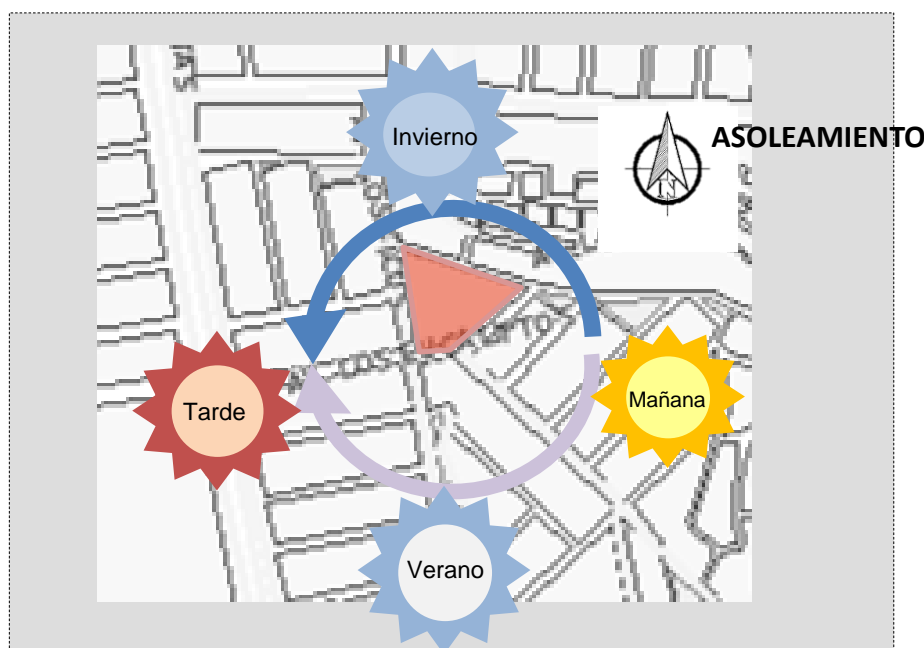 Invierno
ASOLEAMIENTO
N
Tarde
Mañana
Verano